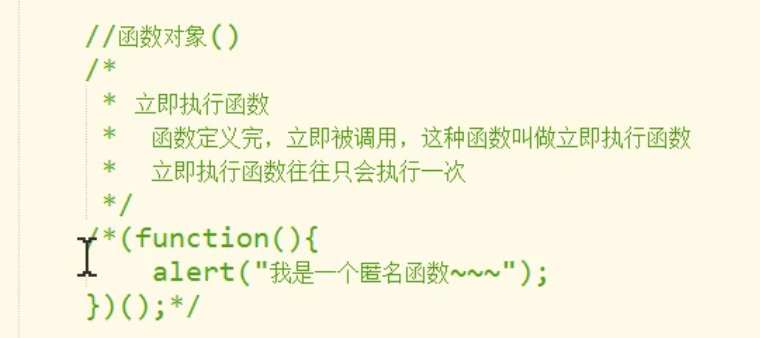 //函数对象()
/*
* 立即执行函数
* 函数定义完，立即被调用，这种函数叫做立即执行函数
* 立即执行函数往往只会执行一次
*/
/*(function(){
alert("我是一个匿名函数~~~");
})();*/